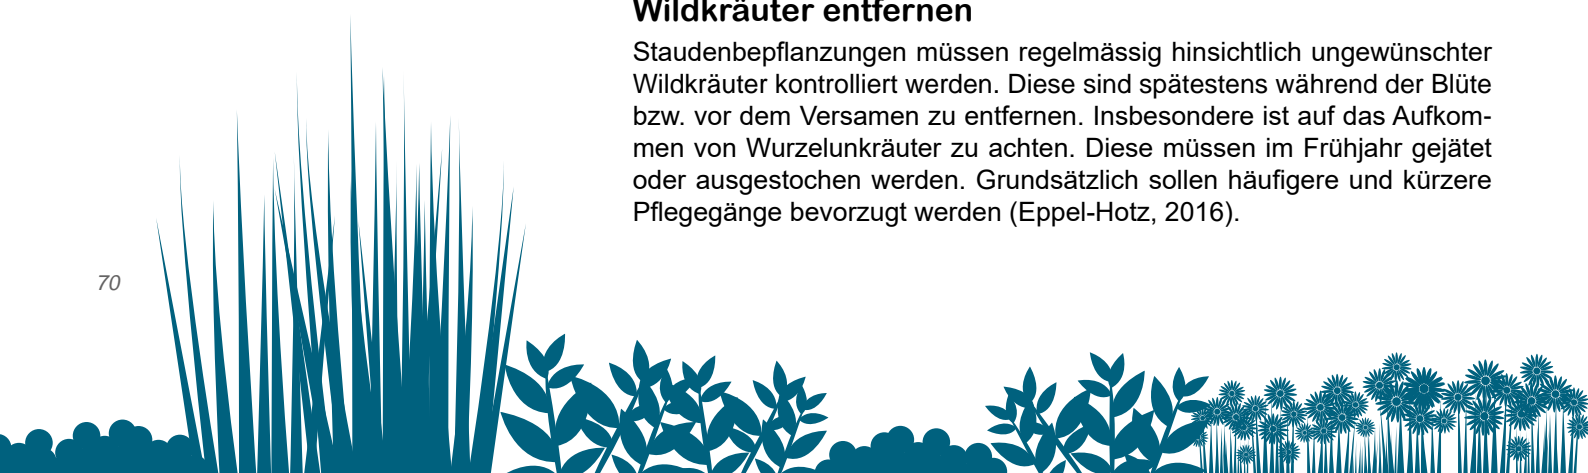 Wildkräuter entfernen
Staudenbepflanzungen müssen regelmässig hinsichtlich ungewünschter
Wildkräuter kontrolliert werden. Diese sind spätestens während der Blüte
bzw. vor dem Versamen zu entfernen. Insbesondere ist auf das Aufkom-
men von Wurzelunkräuter zu achten. Diese müssen im Frühjahr gejätet
oder ausgestochen werden. Grundsätzlich sollen häufigere und kürzere
Pflegegänge bevorzugt werden (Eppel-Hotz, 2016).
70